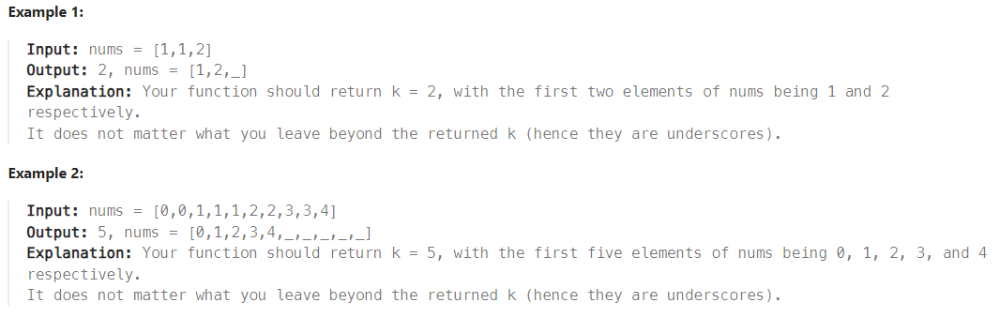 Example 1:
Input: nums = [1,1,2]
Output: 2, nums = [1,2,_]
Explanation: Your function should return k = 2, with the first two elements of nums being 1 and 2
respectively.
It does not matter what you leave beyond the returned k (hence they are underscores).
Example 2:
Input: nums = [0,0,1,1,1,2,2,3,3,4]
Output: 5, nums = [0,1,2,3,4,_,_,_,_,_]
Explanation: Your function should return k = 5, with the first five elements of nums being 0, 1, 2, 3, and 4
respectively.
It does not matter what you leave beyond the returned k (hence they are underscores).